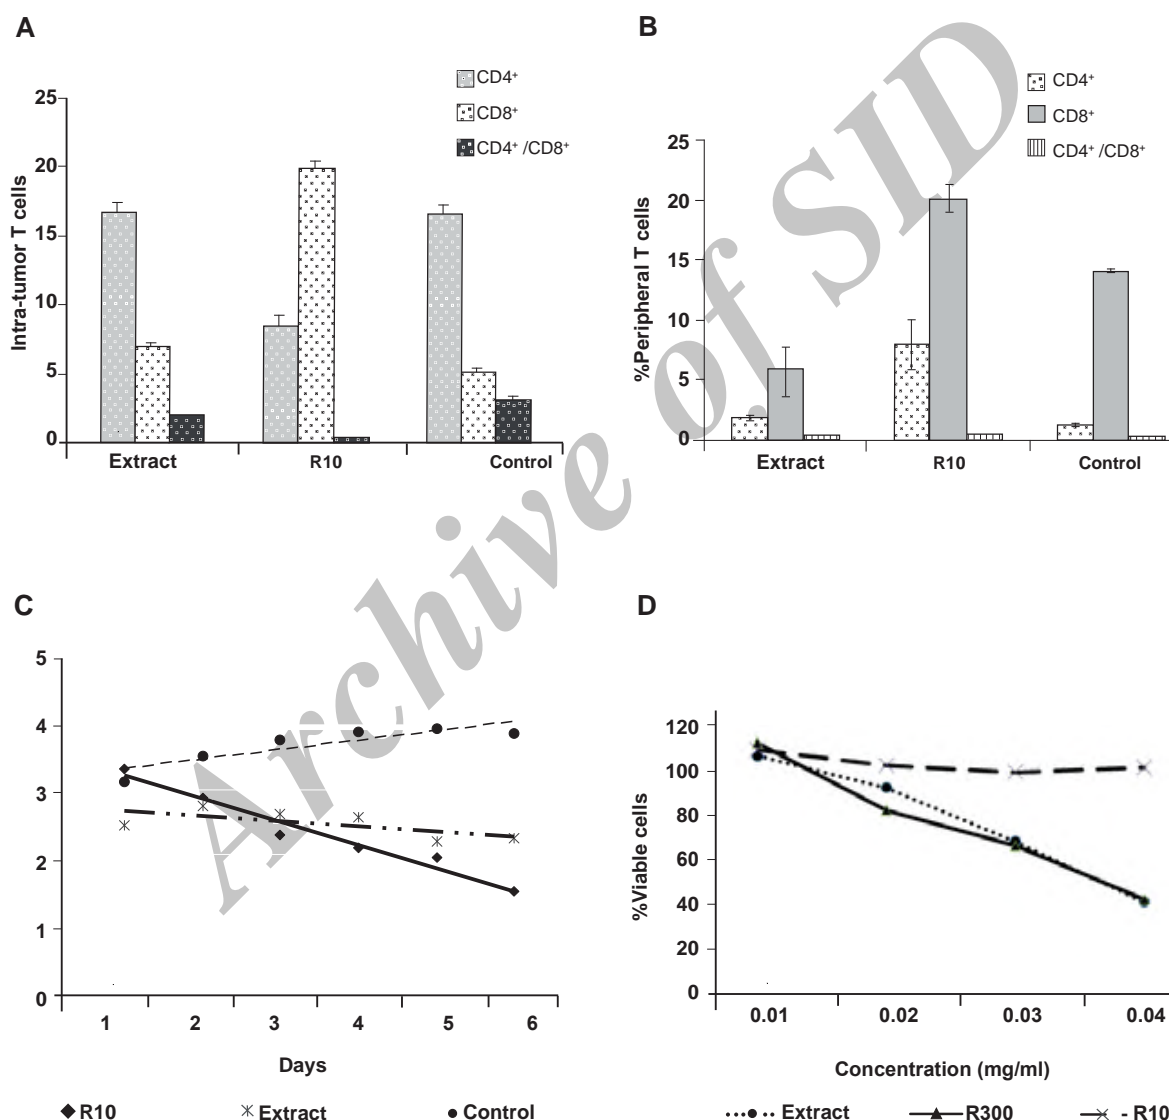 A
CD4+
CD8+
CD4+ /CD8+
25
20
15
10
5
0
Intra-tumor T cells
Extract
R10
Control
B
CD4+
CD8+
CD4+ /CD8+
25
20
15
10
5
0
%Peripheral T cells
Extract
R10
Control
Archive of SID
C
5
4
3
2
1
0
1 2 3 4 5 6
Days
R10 Extract Control
D
120
100
80
60
40
20
0
%Viable cells
0.01 0.02 0.03 0.04
Concentration (mg/ml)
Extract R300 R10